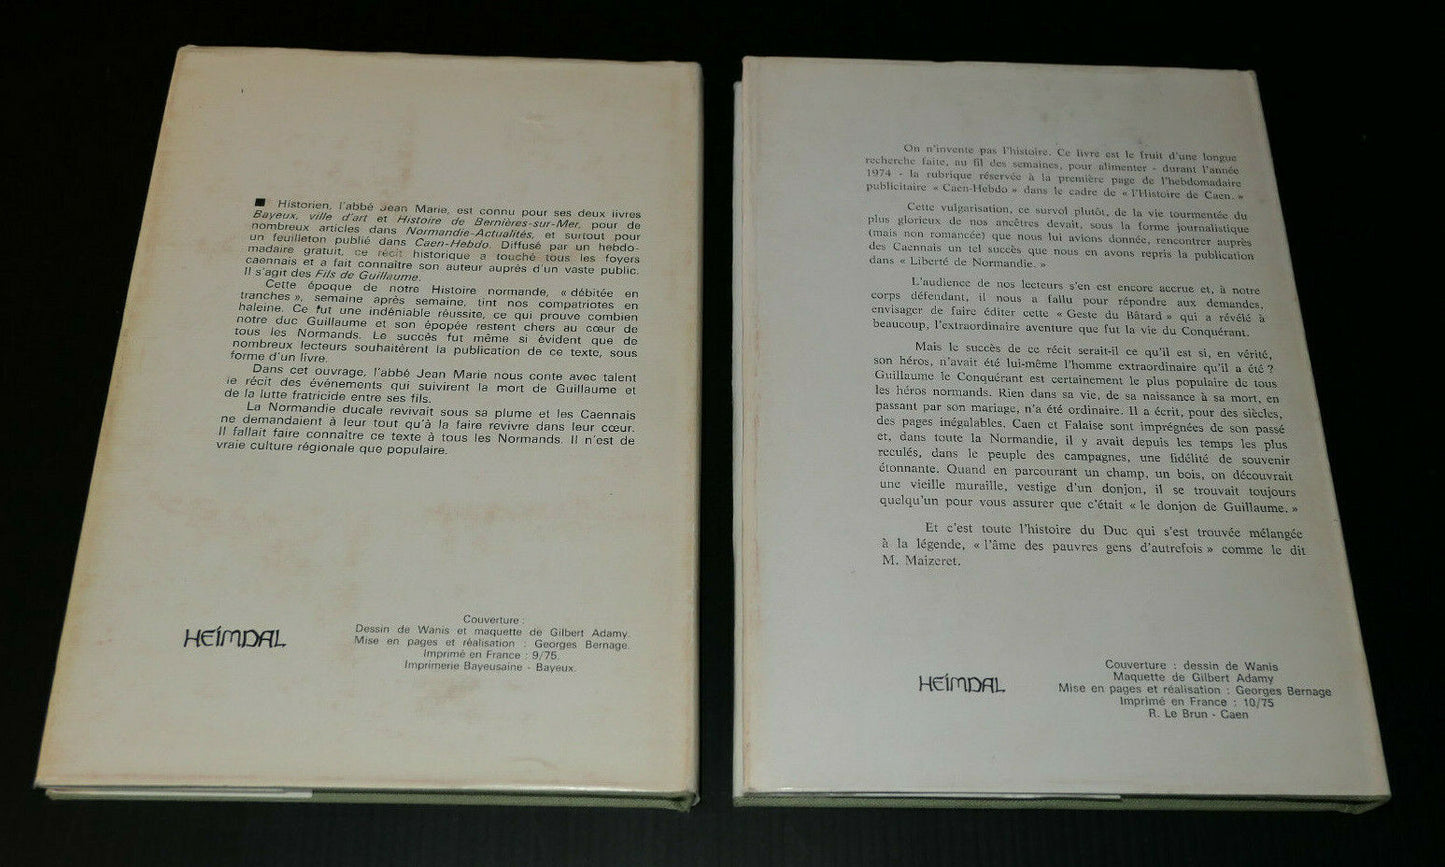 ■ Historien, l'abbé Jean Marie, est connu pour ses deux livres
Bayeux, ville d'art et Histoire de Bernières-sur-Mer, pour de
nombreux articles dans Normandie-Actualités, et surtout pour
un feuilleton publié dans Caen-Hebdo. Diffusé par un hebdo-
madaire gratuit, ce récit historique a touché tous les foyers
caennais et a fait connaître son auteur auprès d'un vaste public.
Il s'agit des Fils de Guillaume.
Cette époque de notre Histoire normande, « débitée en
tranches », semaine après semaine, tint nos compatriotes en
haleine. Ce fut une indéniable réussite, ce qui prouve combien
notre duc Guillaume et son épopée restent chers au cœur de
tous les Normands. Le succès fut même si évident que de
nombreux lecteurs souhaitèrent la publication de ce texte, sous
forme d'un livre.
Dans cet ouvrage, l'abbé Jean Marie nous conte avec talent
le récit des événements qui suivirent la mort de Guillaume et
de la lutte fratricide entre ses fils.
La Normandie ducale revivait sous sa plume et les Caennais
ne demandaient à leur tout qu'à la faire revivre dans leur cœur.
Il fallait faire connaître ce texte à tous les Normands. Il n'est de
vraie culture régionale que populaire.
HEIMDAL
Couverture :
Dessin de Wanis et maquette de Gilbert Adamy.
Mise en pages et réalisation : Georges Bernage.
Imprimé en France : 9/75.
Imprimerie Bayeusaine - Bayeux.
On n'invente pas l'histoire. Ce livre est le fruit d'une longue
recherche faite, au fil des semaines, pour alimenter - durant l'année
1974 - la rubrique réservée à la première page de l'hebdomadaire
publicitaire « Caen-Hebdo » dans le cadre de « l'Histoire de Caen. »
Cette vulgarisation, ce survol plutôt, de la vie tourmentée du
plus glorieux de nos ancêtres devait, sous la forme journalistique
(mais non romancée) que nous lui avions donnée, rencontrer auprès
des Caennais un tel succès que nous en avons repris la publication
dans « Liberté de Normandie. »
L'audience de nos lecteurs s'en est encore accrue et, à notre
corps défendant, il nous a fallu pour répondre aux demandes,
envisager de faire éditer cette « Geste du Bâtard » qui a révélé à
beaucoup, l'extraordinaire aventure que fut la vie du Conquérant.
Mais le succès de ce récit serait-il ce qu'il est si, en vérité,
son héros, n'avait été lui-même l'homme extraordinaire qu'il a été ?
Guillaume le Conquérant est certainement le plus populaire de tous
les héros normands. Rien dans sa vie, de sa naissance à sa mort, en
passant par son mariage, n'a été ordinaire. Il a écrit, pour des siècles,
des pages inégalables. Caen et Falaise sont imprégnées de son passé
et, dans toute la Normandie, il y avait depuis les temps les plus
reculés, dans le peuple des campagnes, une fidélité de souvenir
étonnante. Quand en parcourant un champ, un bois, on découvrait
une vieille muraille, vestige d'un donjon, il se trouvait toujours
quelqu'un pour vous assurer que c'était « le donjon de Guillaume. »
Et c'est toute l'histoire du Duc qui s'est trouvée mélangée
à la légende, « l'âme des pauvres gens d'autrefois » comme le dit
M. Maizeret.
HEIMDAL
Couverture : dessin de Wanis
Maquette de Gilbert Adamy
Mise en pages et réalisation : Georges Bernage
Imprimé en France : 10/75
R. Le Brun - Caen